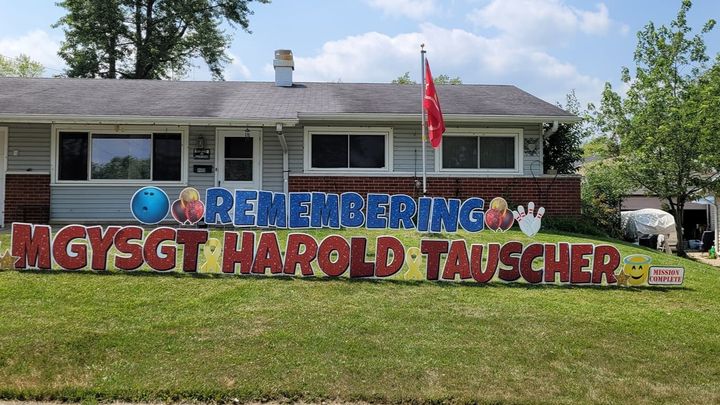 REMEMBERING
MGYSGT HAROLD TAUSCHER
MISSION
COMPLETE